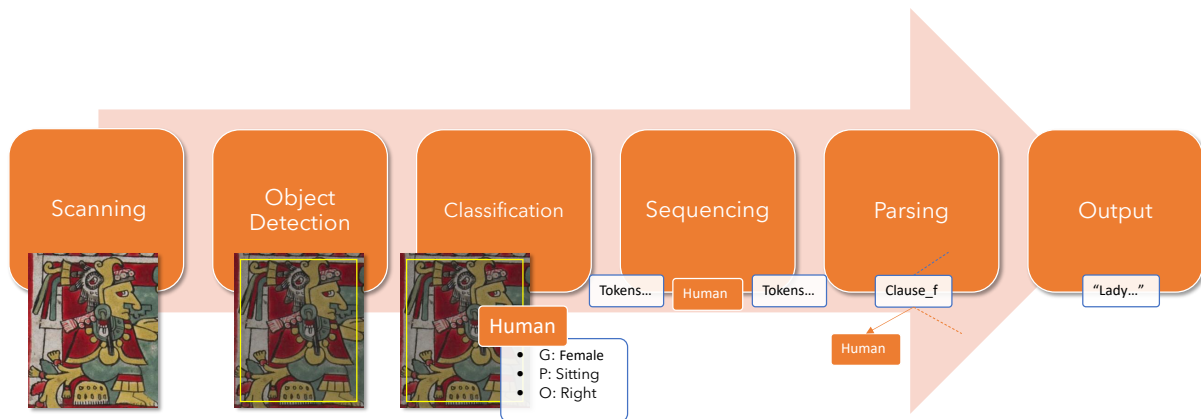 Scanning
Object
Detection
Classification
Sequencing
Parsing
Output
Human
• G: Female
• P: Sitting
• O: Right
Tokens...
Human
Tokens...
Clause_f
Human
“Lady...”